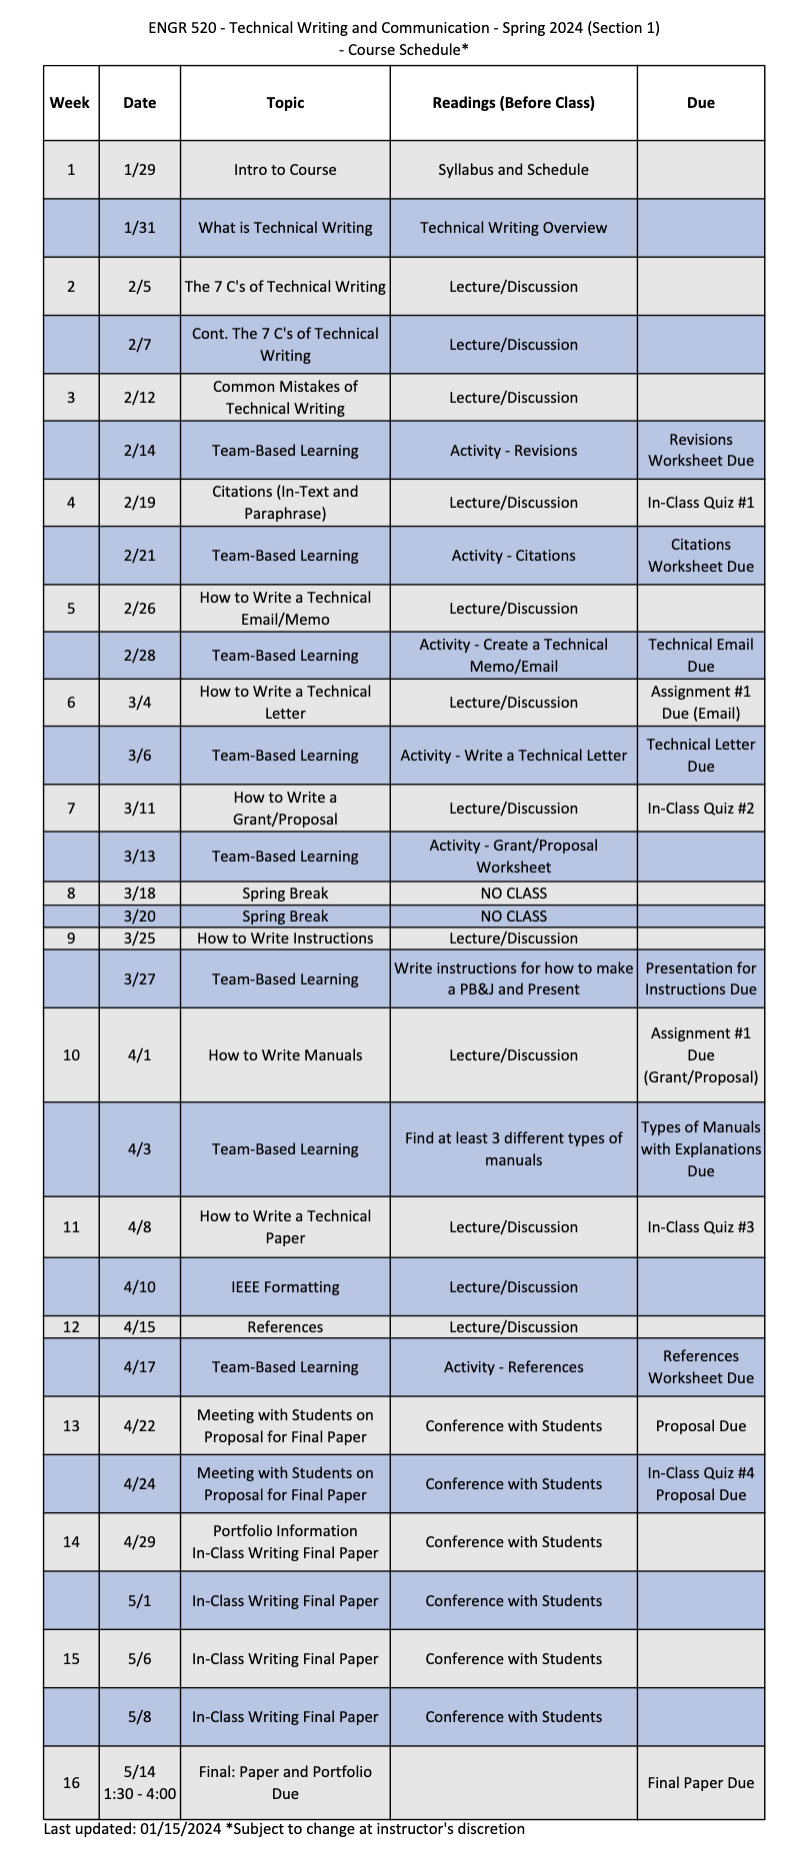 ENGR 520 - Technical Writing and Communication - Spring 2024 (Section 1)
- Course Schedule*
Week Date Topic Readings (Before Class) Due
1 1/29 Intro to Course Syllabus and Schedule
1/31 What is Technical Writing Technical Writing Overview
2 2/5 The 7 C's of Technical Writing Lecture/Discussion
2/7 Cont. The 7 C's of Technical
Writing Lecture/Discussion
3 2/12 Common Mistakes of
Technical Writing Lecture/Discussion
2/14 Team-Based Learning Activity - Revisions Revisions
Worksheet Due
4 2/19 Citations (In-Text and
Paraphrase) Lecture/Discussion In-Class Quiz #1
2/21 Team-Based Learning Activity - Citations Citations
Worksheet Due
5 2/26 How to Write a Technical
Email/Memo Lecture/Discussion
2/28 Team-Based Learning Activity - Create a Technical
Memo/Email Technical Email
Due
6 3/4 How to Write a Technical
Letter Lecture/Discussion Assignment #1
Due (Email)
3/6 Team-Based Learning Activity - Write a Technical Letter Technical Letter
Due
7 3/11 How to Write a
Grant/Proposal Lecture/Discussion In-Class Quiz #2
3/13 Team-Based Learning Activity - Grant/Proposal
Worksheet
8 3/18 Spring Break NO CLASS
3/20 Spring Break NO CLASS
9 3/25 How to Write Instructions Lecture/Discussion
3/27 Team-Based Learning Write instructions for how to make
a PB&J and Present Presentation for
Instructions Due
10 4/1 How to Write Manuals Lecture/Discussion Assignment #1
Due
(Grant/Proposal)
4/3 Team-Based Learning Find at least 3 different types of
manuals Types of Manuals
with Explanations
Due
11 4/8 How to Write a Technical
Paper Lecture/Discussion In-Class Quiz #3
4/10 IEEE Formatting Lecture/Discussion
12 4/15 References Lecture/Discussion
4/17 Team-Based Learning Activity - References References
Worksheet Due
13 4/22 Meeting with Students on
Proposal for Final Paper Conference with Students Proposal Due
4/24 Meeting with Students on
Proposal for Final Paper Conference with Students In-Class Quiz #4
Proposal Due
14 4/29 Portfolio Information
In-Class Writing Final Paper Conference with Students
5/1 In-Class Writing Final Paper Conference with Students
15 5/6 In-Class Writing Final Paper Conference with Students
5/8 In-Class Writing Final Paper Conference with Students
16 5/14
1:30 - 4:00 Final: Paper and Portfolio
Due Final Paper Due
Last updated: 01/15/2024 *Subject to change at instructor's discretion